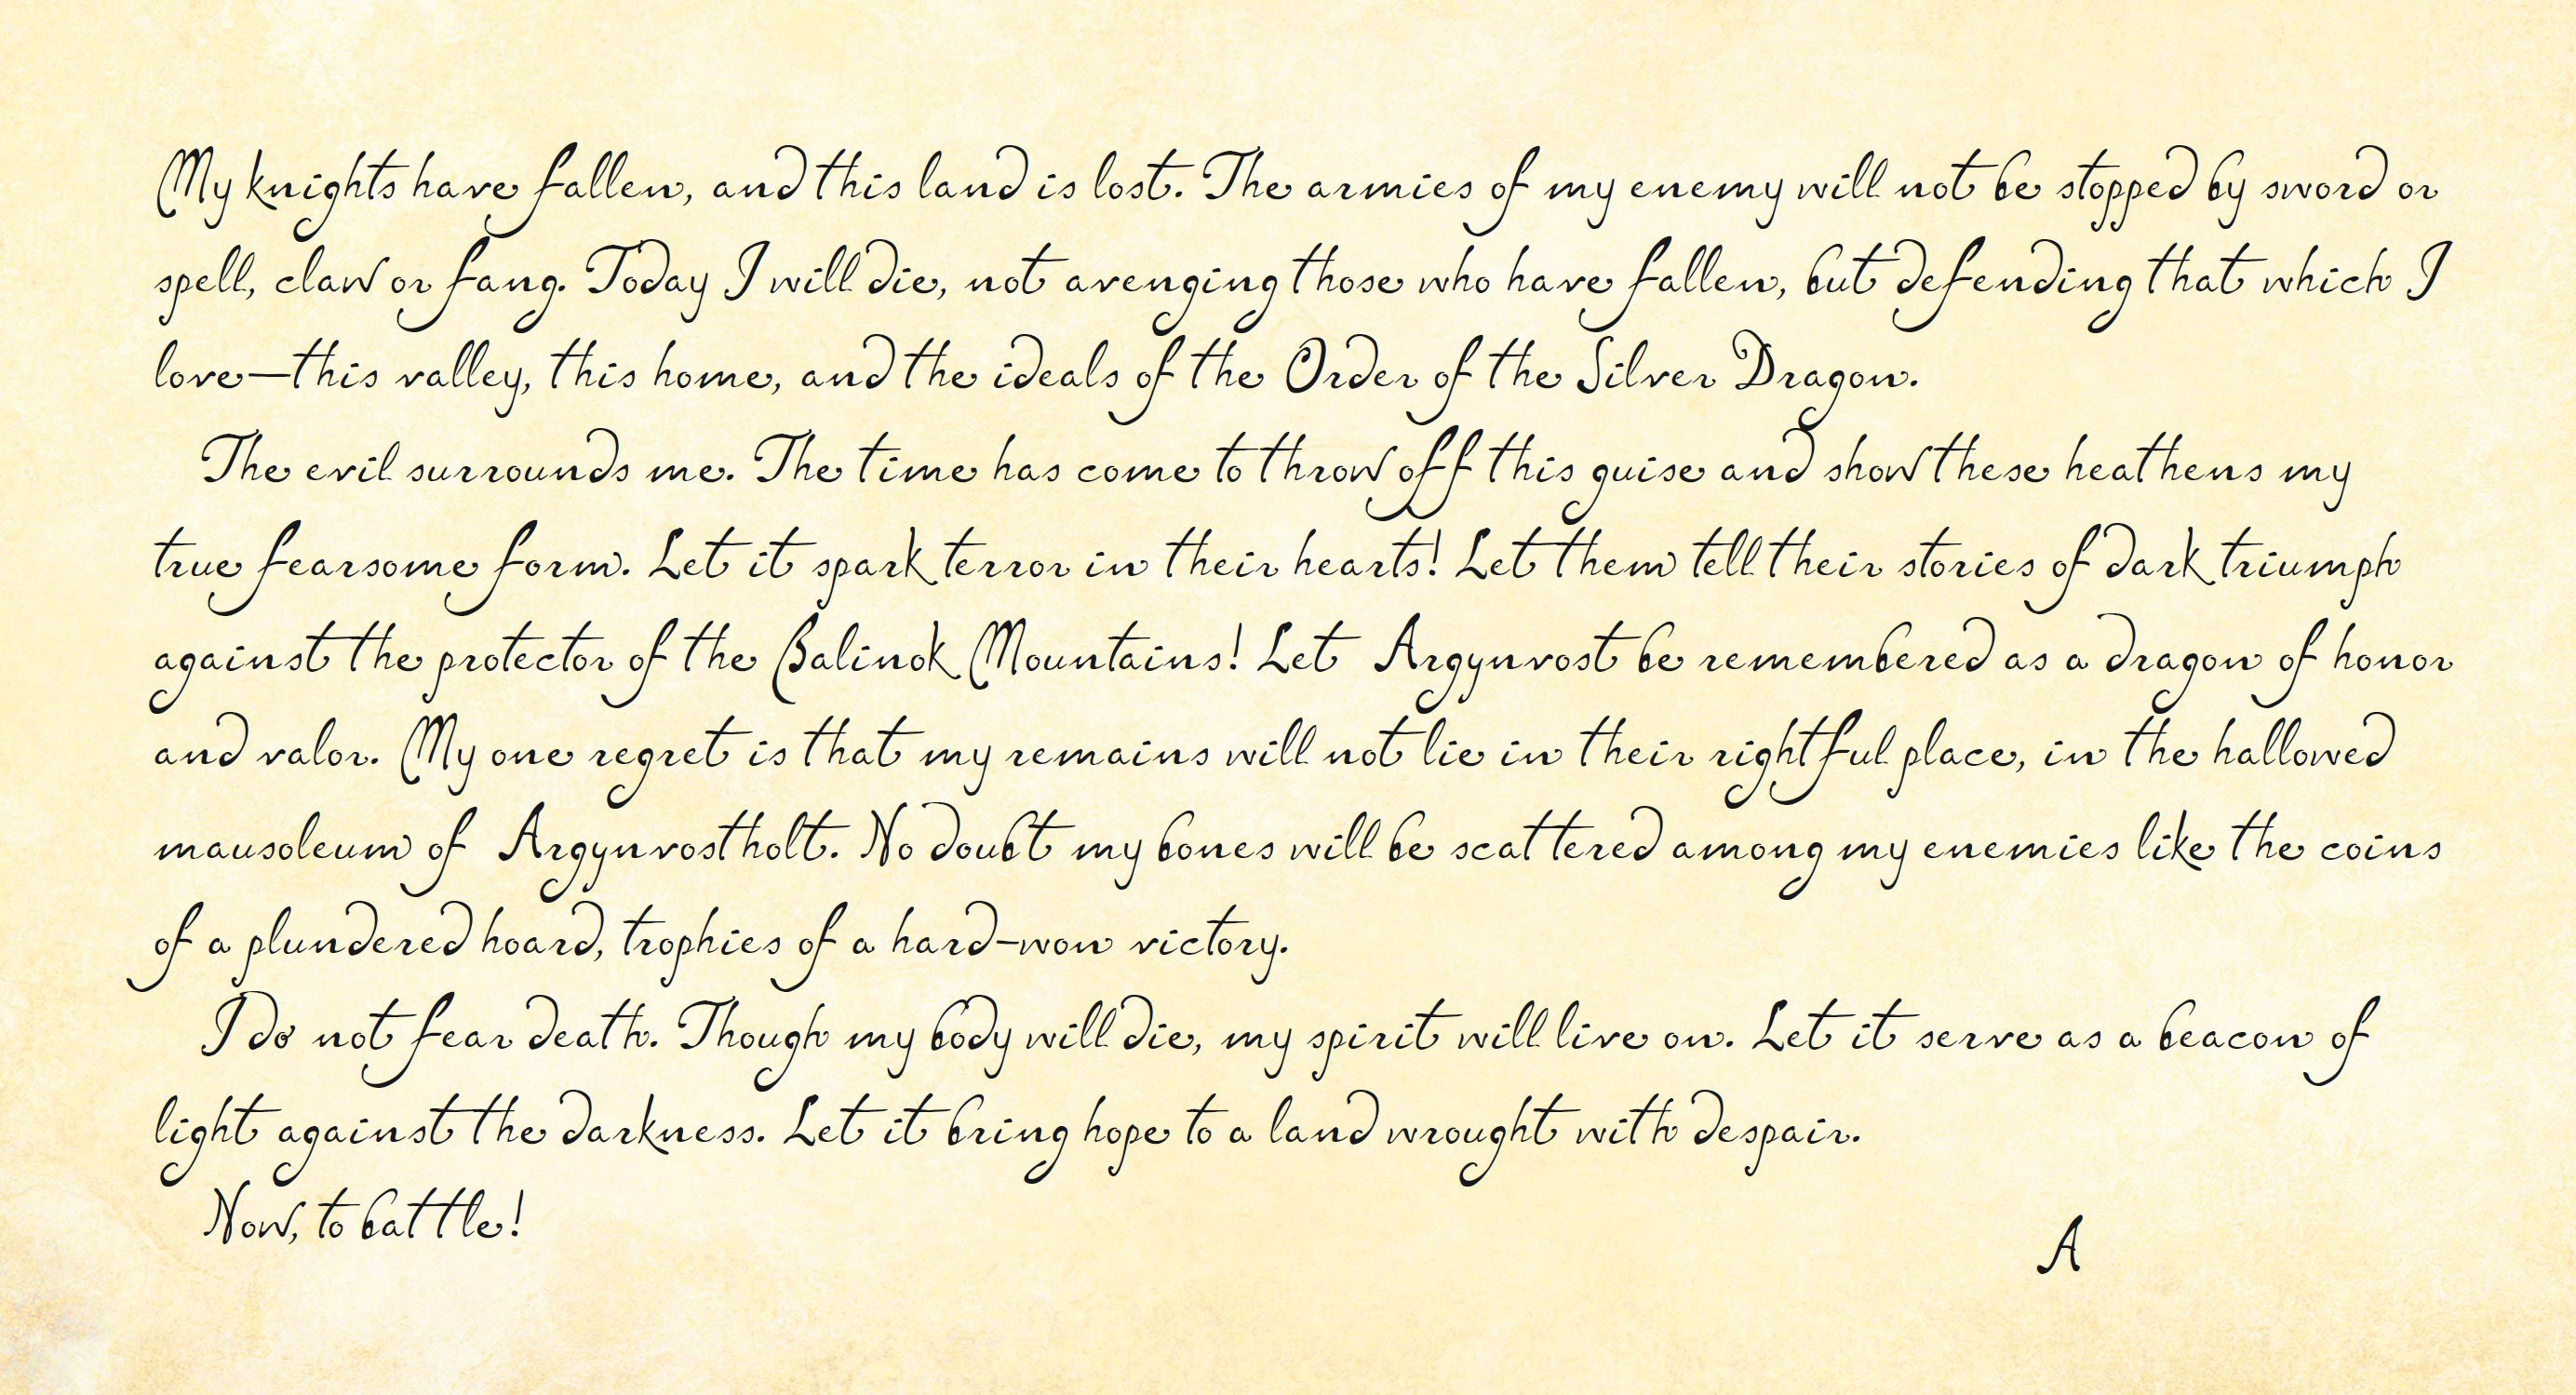 My knights have fallen, and this land is lost. The armies of my enemy will not be stopped by sword or
spell, claw or fang. Today I will die, not avenging those who have fallen, but defending that which I
love—this valley, this home, and the ideals of the Order of the Silver Dragon.
The evil surrounds me. The time has come to throw off this guise and show these heathens my
true fearsome form. Let it spark terror in their hearts! Let them tell their stories of dark triumph
against the protector of the Balinok Mountains! Let Argynvost be remembered as a dragon of honor
and valor. My one regret is that my remains will not lie in their rightful place, in the hallowed
mausoleum of Argynvostholt. No doubt my bones will be scattered among my enemies like the coins
of a plundered hoard, trophies of a hard-won victory.
I do not fear death. Though my body will die, my spirit will live on. Let it serve as a beacon of
light against the darkness. Let it bring hope to a land wrought with despair.
Now, to battle!
A